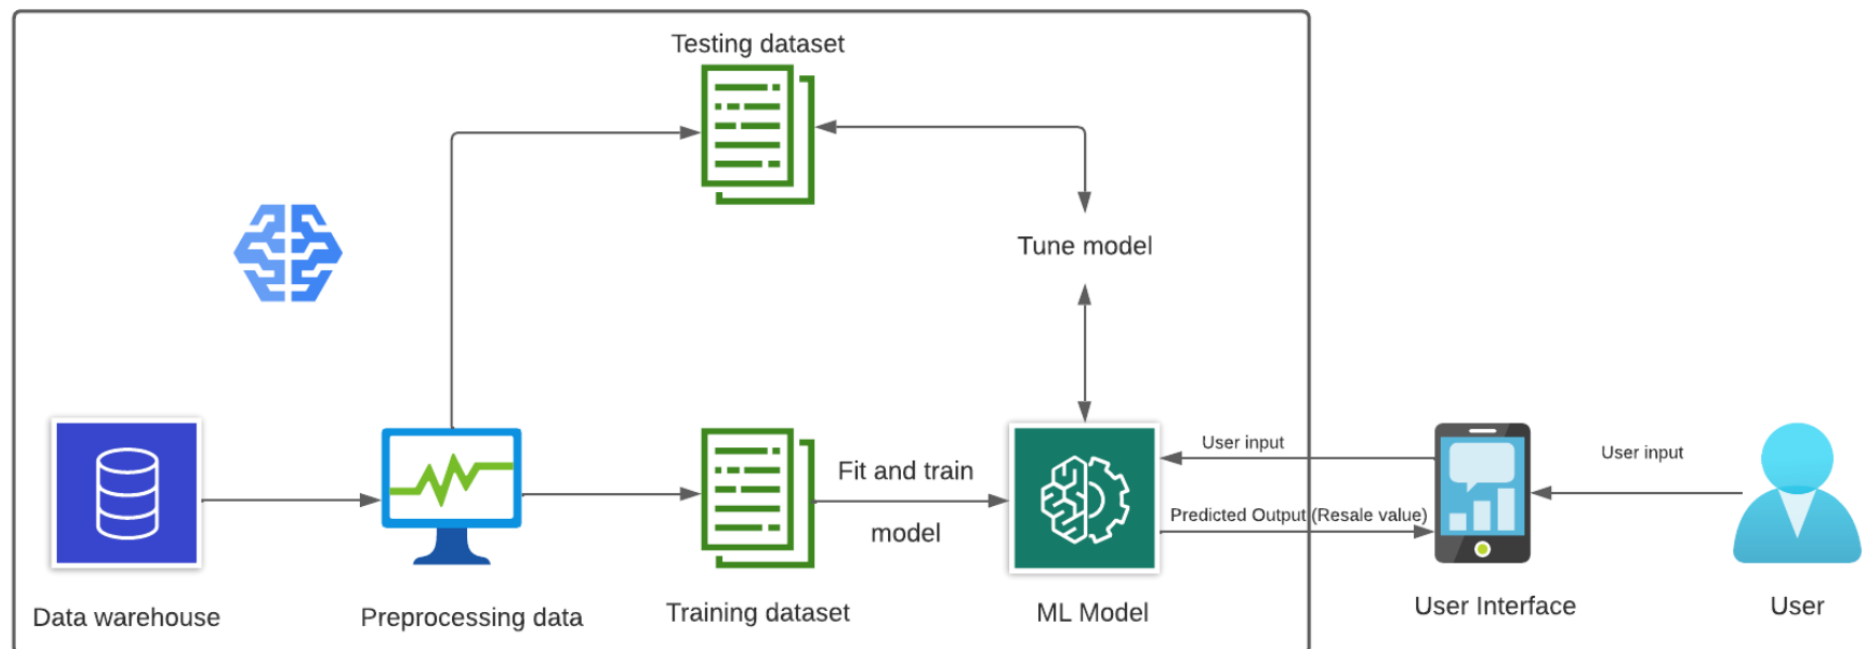 Testing dataset
Tune model
Fit and train
model
User input
Predicted Output (Resale value)
User input
Data warehouse
Preprocessing data
Training dataset
ML Model
User Interface
User